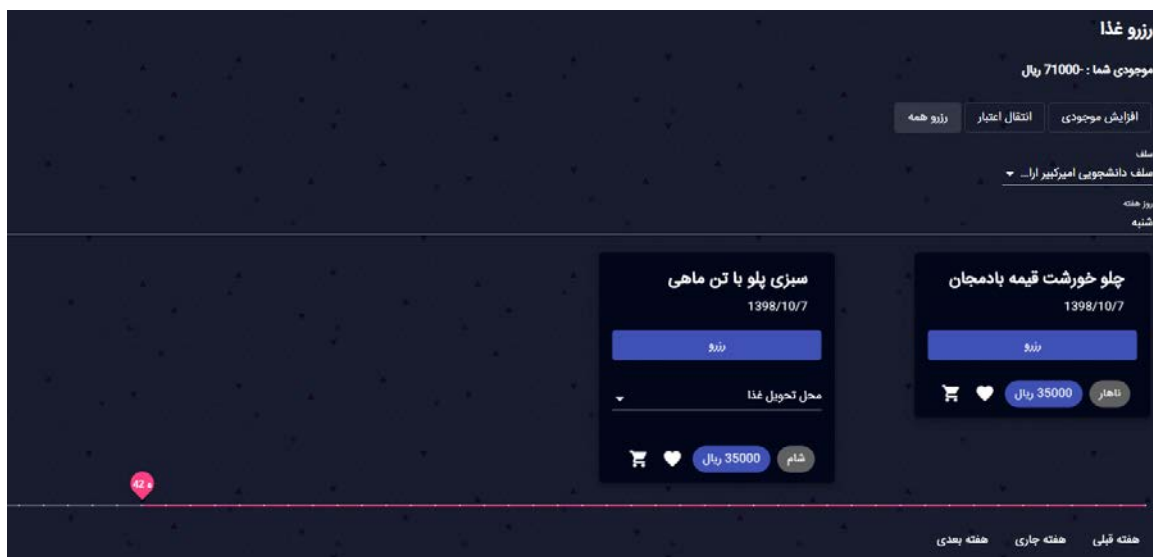 رزرو غذا
موجودی شما : -71000 ریال
افزایش موجودی
انتقال اعتبار
رزرو همه
سلف
سلف دانشجویی امیرکبیر ارا...
روز هفته
شنبه
چلو خورشت قیمه بادمجان
1398/10/7
رزرو
ناهار
35000 ریال
سبزی پلو با تن ماهی
1398/10/7
رزرو
محل تحویل غذا
شام
35000 ریال
ه 42
هفته قبلی
هفته جاری
هفته بعدی